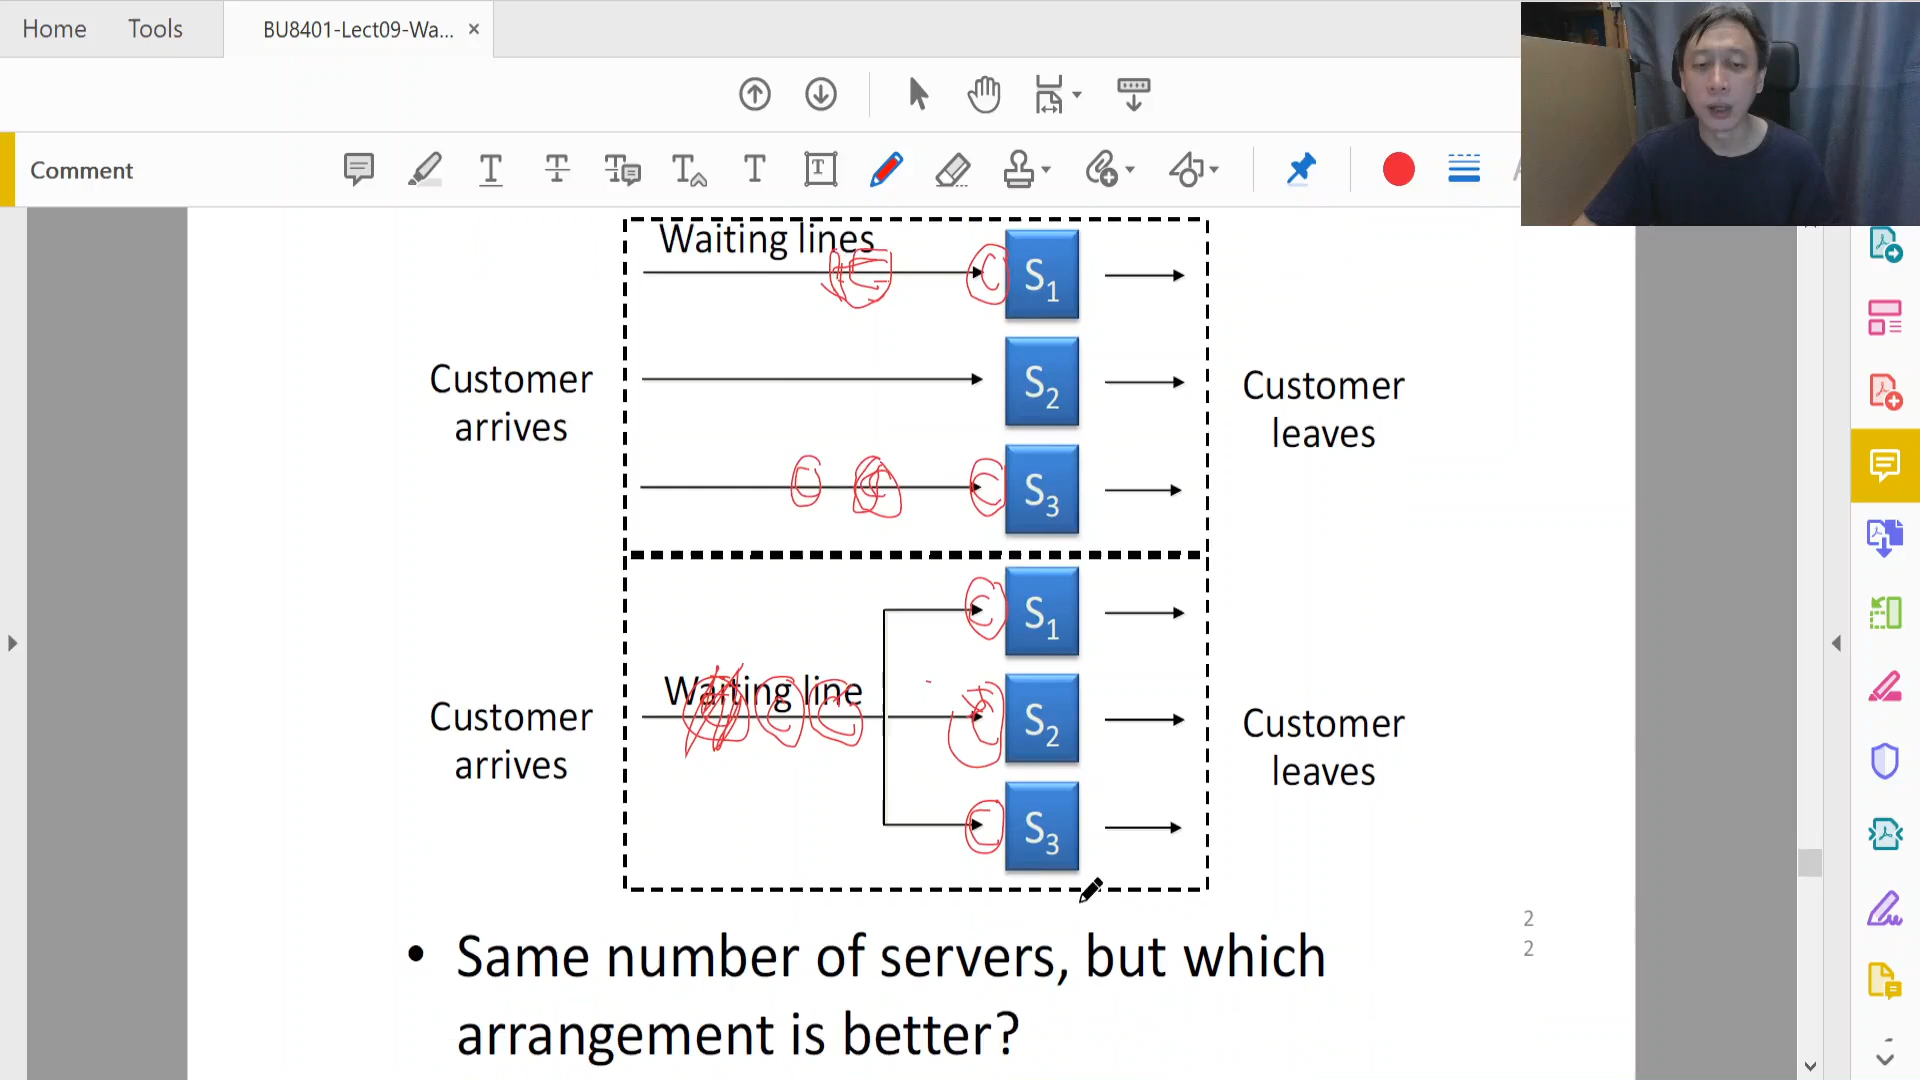 Home
Tools
BU8401-Lect09-Wa...
Comment
Waiting lines
S1
Customer
arrives
S2
Customer
leaves
S3
S1
Waiting line
Customer
arrives
S2
Customer
leaves
S3
2
2
• Same number of servers, but which
arrangement is better?